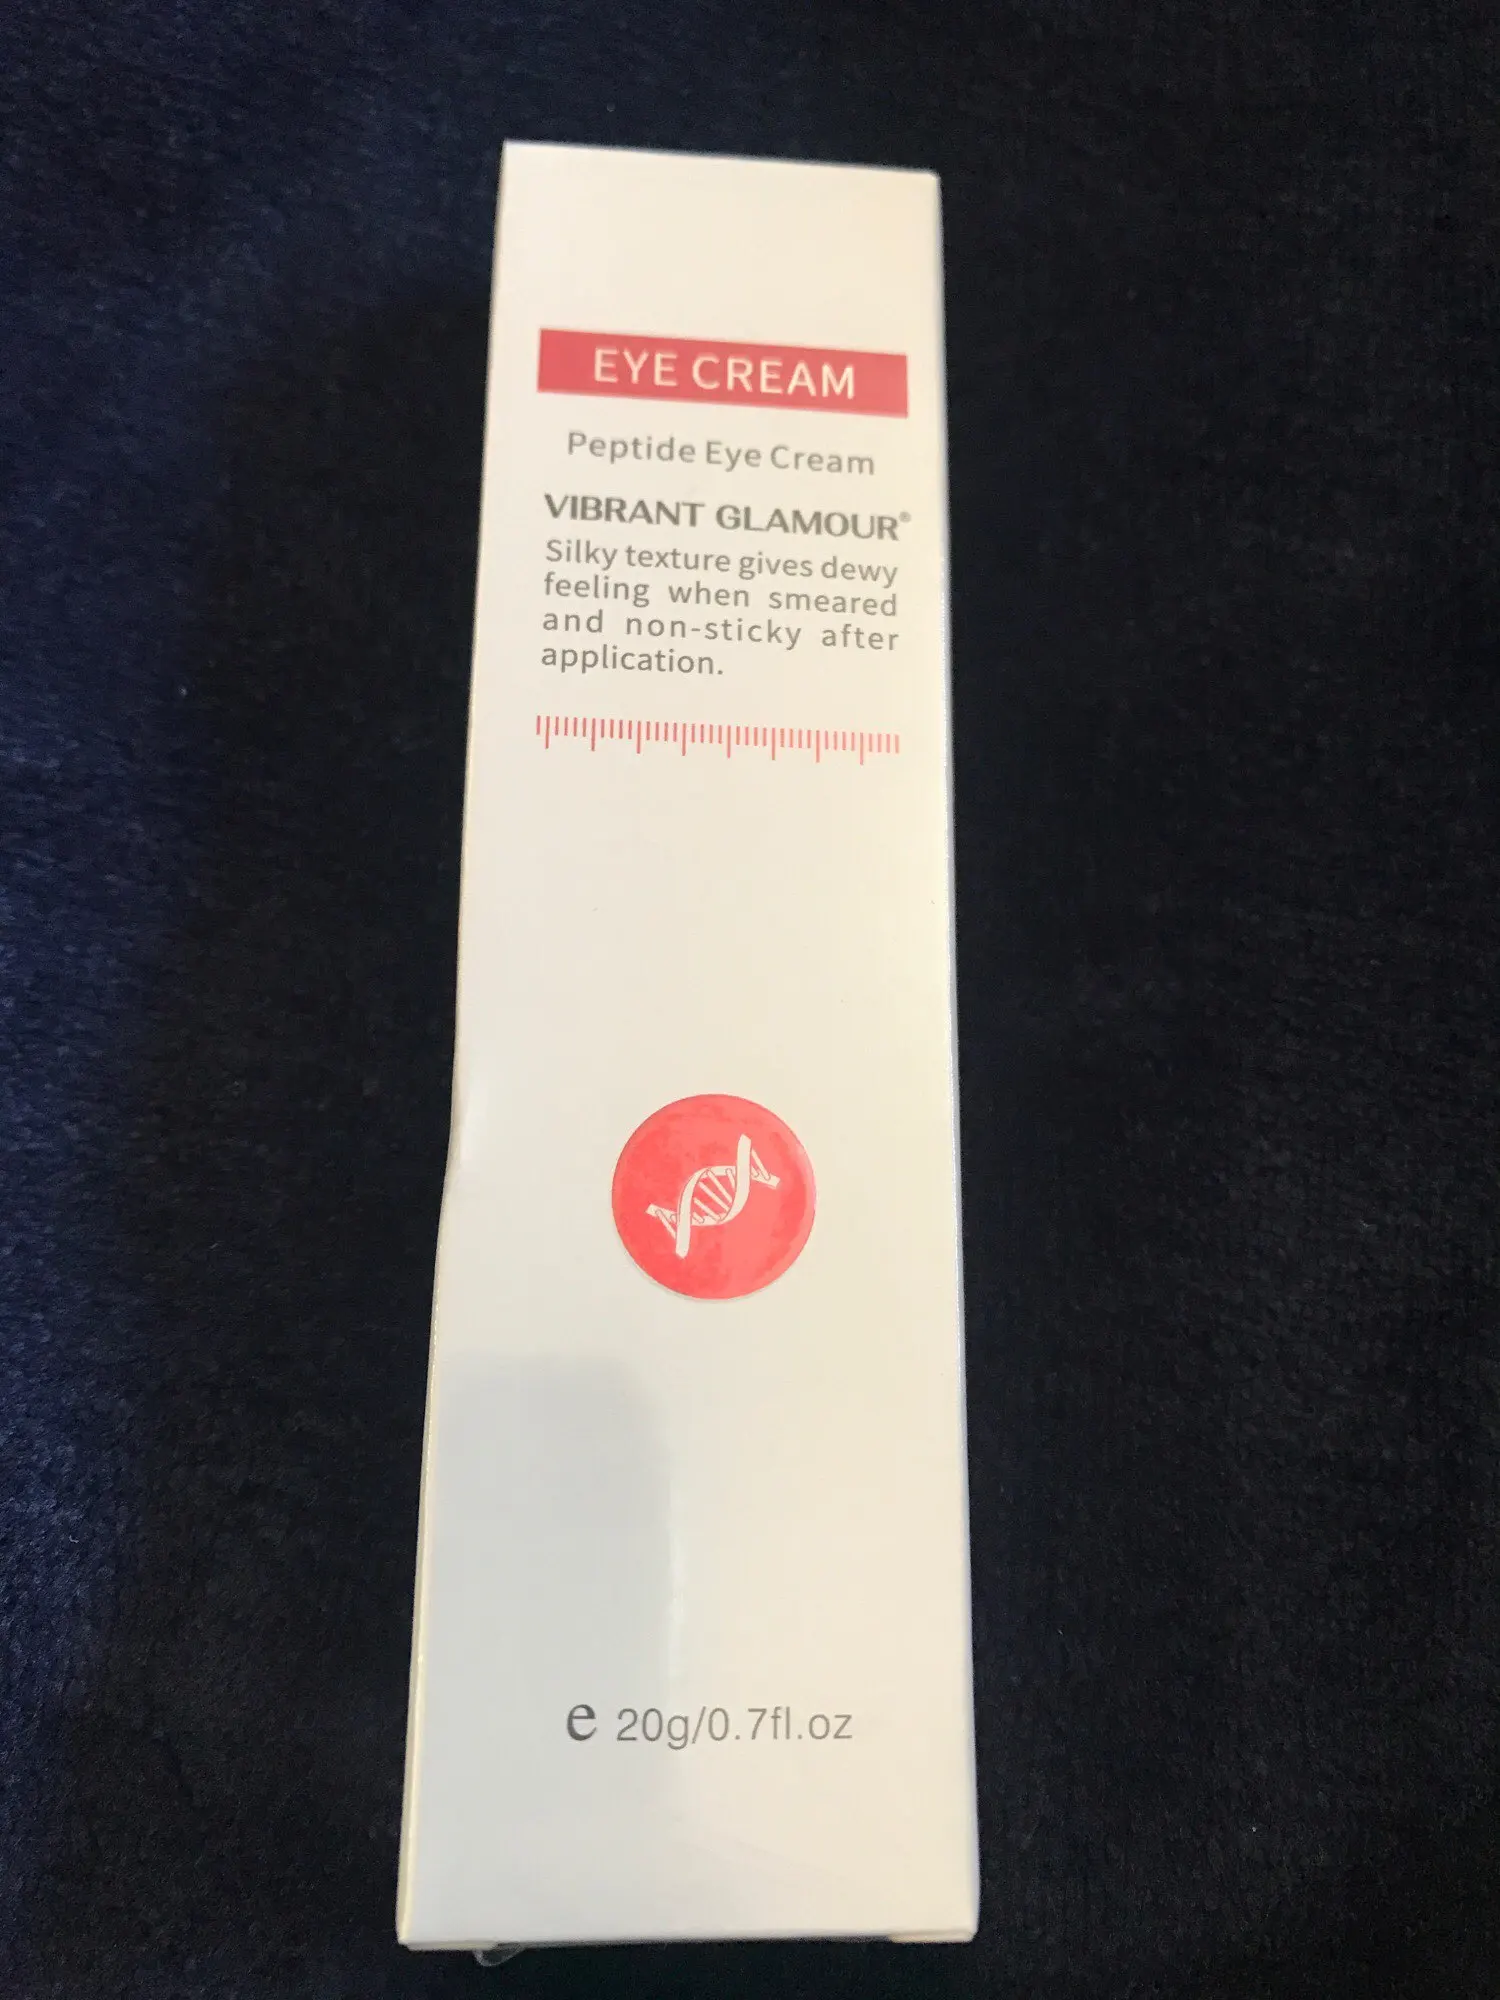 EYE CREAM
Peptide Eye Cream
VIBRANT GLAMOUR®
Silky texture gives dewy
feeling when smeared
and non-sticky after
application.
e 20g/0.7fl.oz